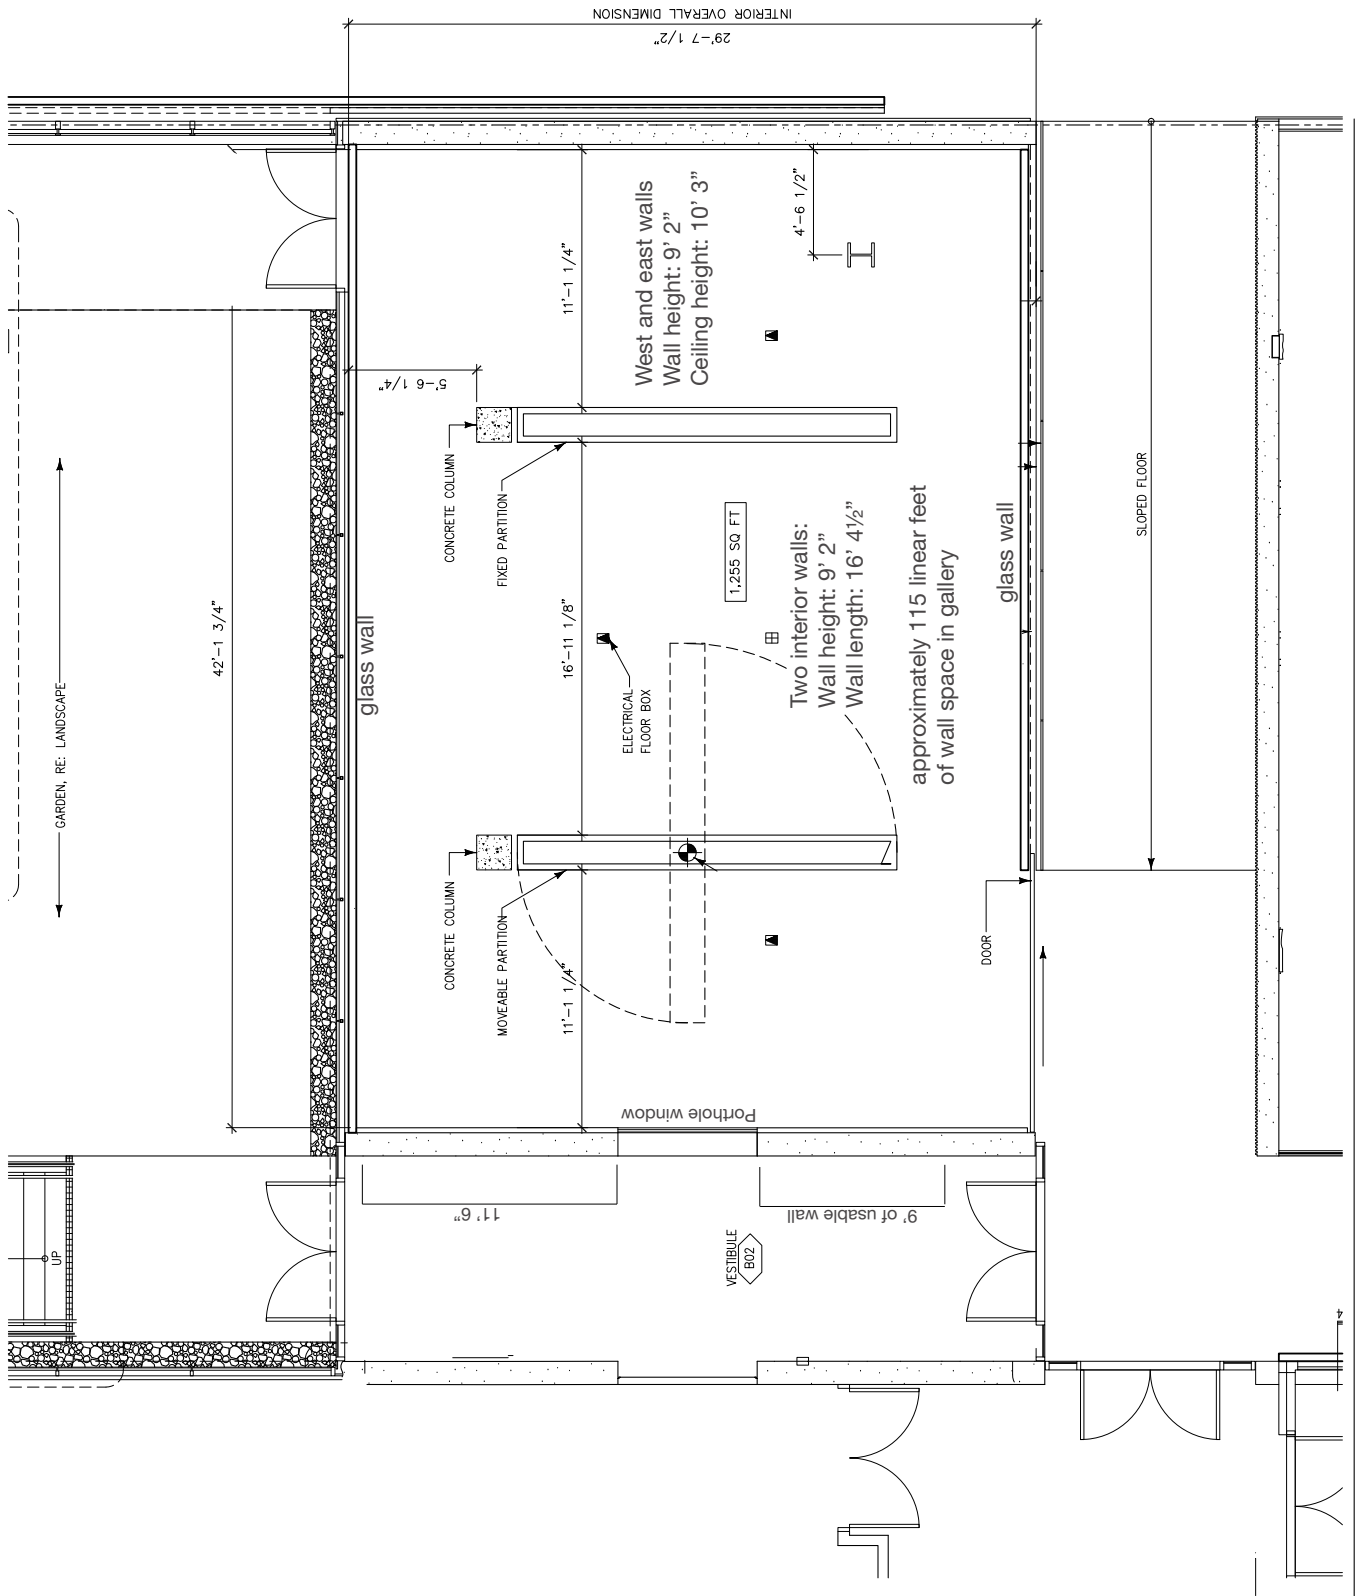 INTERIOR OVERALL DIMENSION
29'-7 1/2"
4'-6 1/2"
West and east walls
Wall height: 9' 2"
Ceiling height: 10' 3"
11'-1 1/4"
5'-6 1/4"
CONCRETE COLUMN
FIXED PARTITION
GARDEN, RE: LANDSCAPE
42'-1 3/4"
glass wall
16'-11 1/8"
ELECTRICAL
FLOOR BOX
1,255 SQ FT
Two interior walls:
Wall height: 9' 2"
Wall length: 16' 4½"
approximately 115 linear feet
of wall space in gallery
glass wall
SLOPED FLOOR
CONCRETE COLUMN
MOVEABLE PARTITION
11'-11 1/4"
DOOR
Porthole window
11' 6"
9' of usable wall
UP
VESTIBULE
B02
4